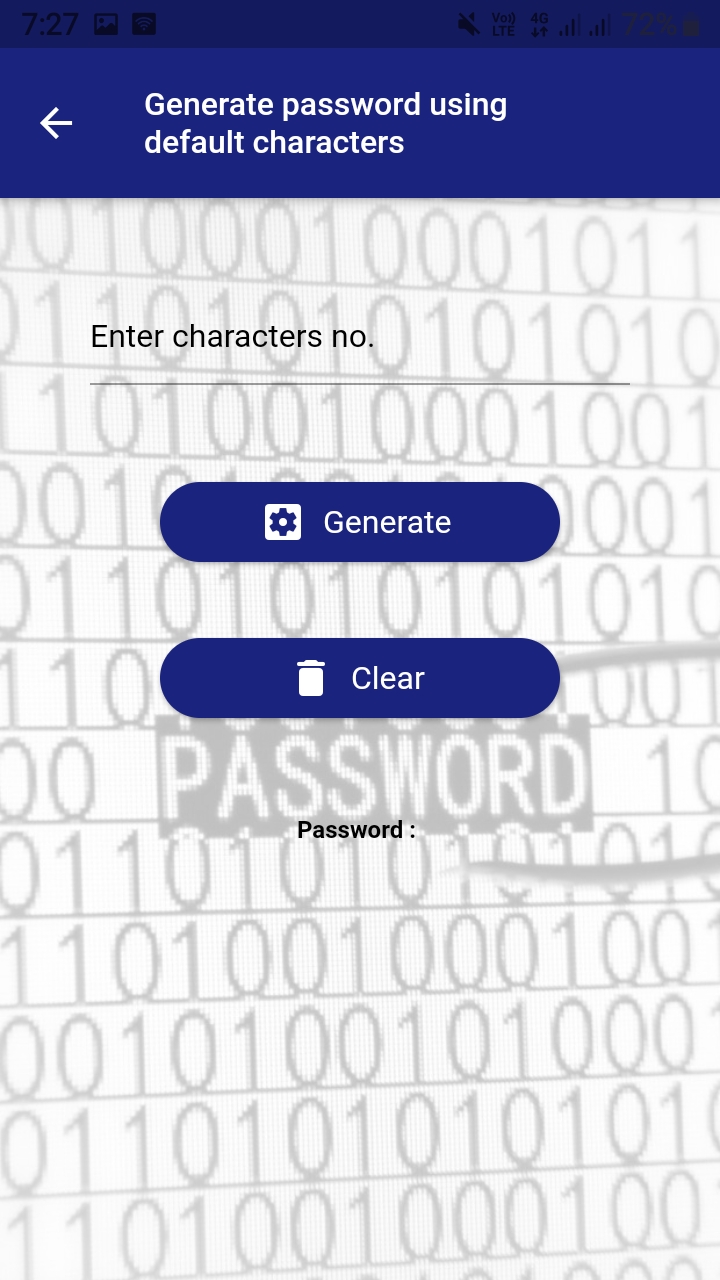 7:27 Vo)) LTE 4G 72%
Generate password using
default characters
Enter characters no.
Generate
Clear
PASSWORD
Password :